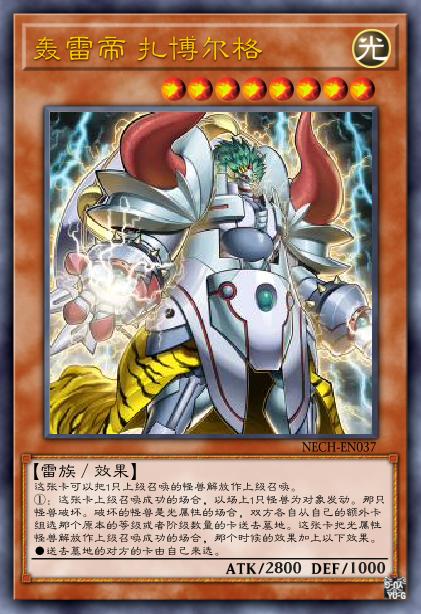 轰雷帝 扎博尔格
光
NECH-EN037
【雷族／效果】
这张卡可以把1只上级召唤的怪兽解放作上级召唤。
①：这张卡上级召唤成功的场合，以场上1只怪兽为对象发动。那只
怪兽破坏。破坏的怪兽是光属性的场合，双方各自从自己的额外卡
组选那个原本的等级或者阶级数量的卡送去墓地。这张卡把光属性
怪兽解放作上级召唤成功的场合，那个时候的效果加上以下效果。
●送去墓地的对方的卡由自己来选。
ATK/2800 DEF/1000